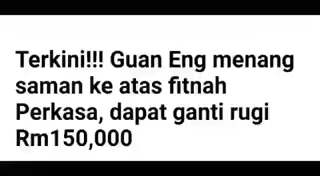 Terkini!!! Guan Eng menang
saman ke atas fitnah
Perkasa, dapat ganti rugi
Rm150,000